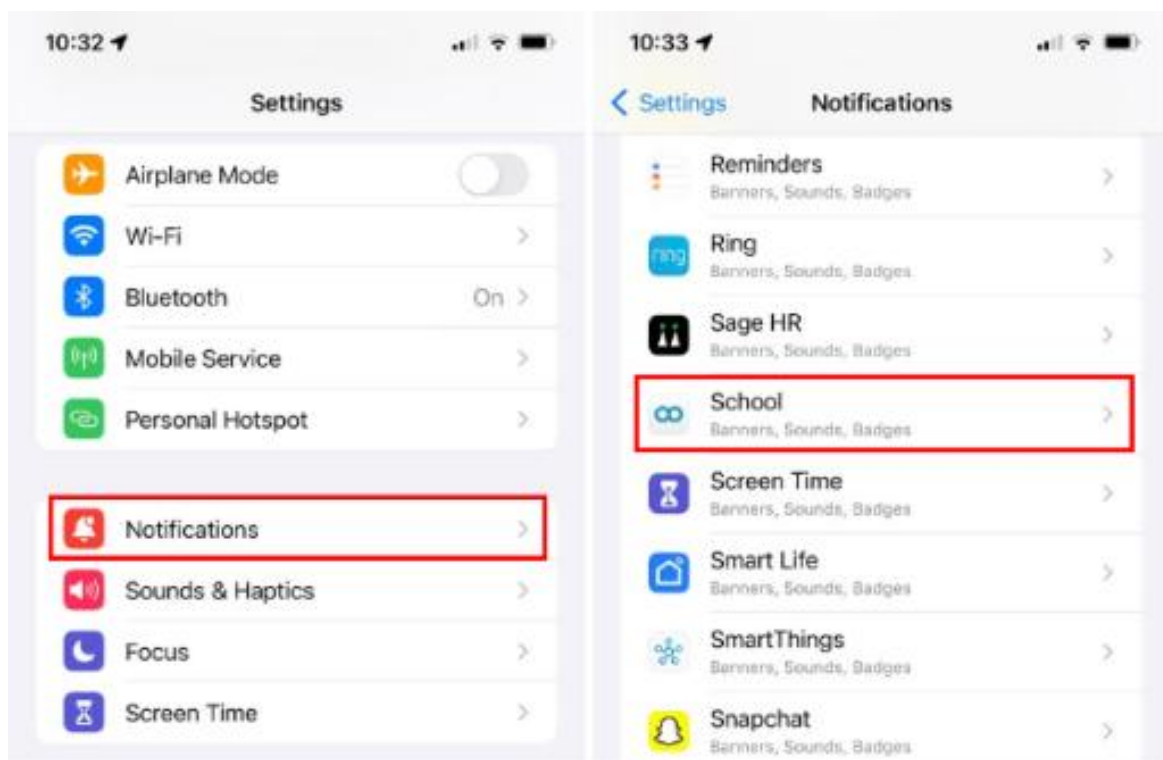 10:32
Settings
Airplane Mode
Wi-Fi
Bluetooth On
Mobile Service
Personal Hotspot
Notifications
Sounds & Haptics
Focus
Screen Time
10:33
Settings Notifications
Reminders
Banners, Sounds, Badges
ring
Ring
Banners, Sounds, Badges
Sage HR
Banners, Sounds, Badges
School
Banners, Sounds, Badges
Screen Time
Banners, Sounds, Badges
Smart Life
Banners, Sounds, Badges
SmartThings
Banners, Sounds, Badges
Snapchat
Banners, Sounds, Badges